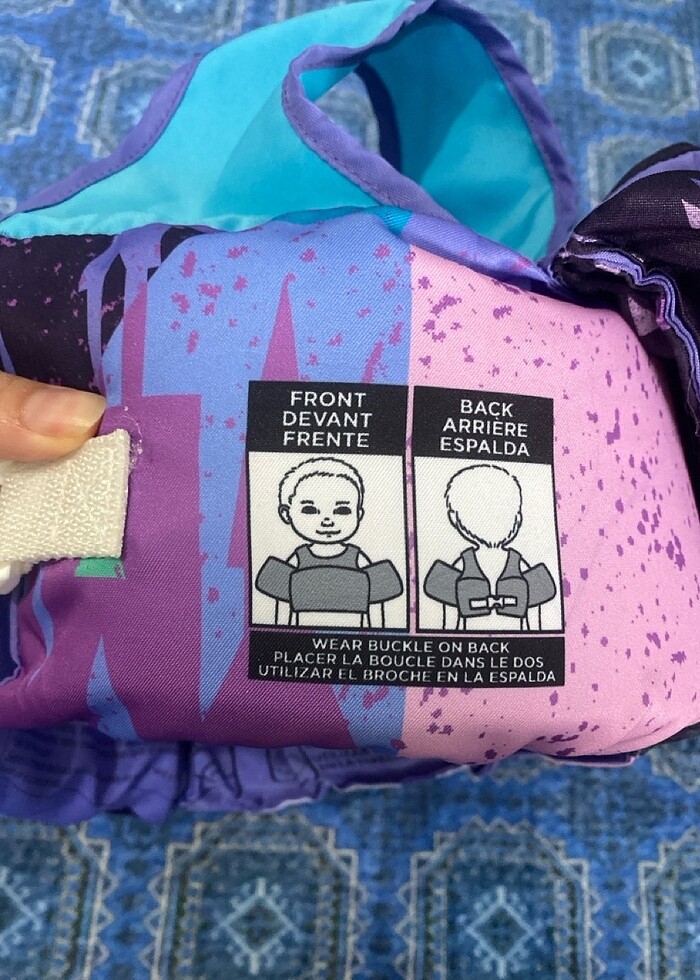 FRONT
DEVANT
FRENTE
BACK
ARRIÈRE
ESPALDA
WEAR BUCKLE ON BACK
PLACER LA BOUCLE DANS LE DOS
UTILIZAR EL BROCHE EN LA ESPALDA